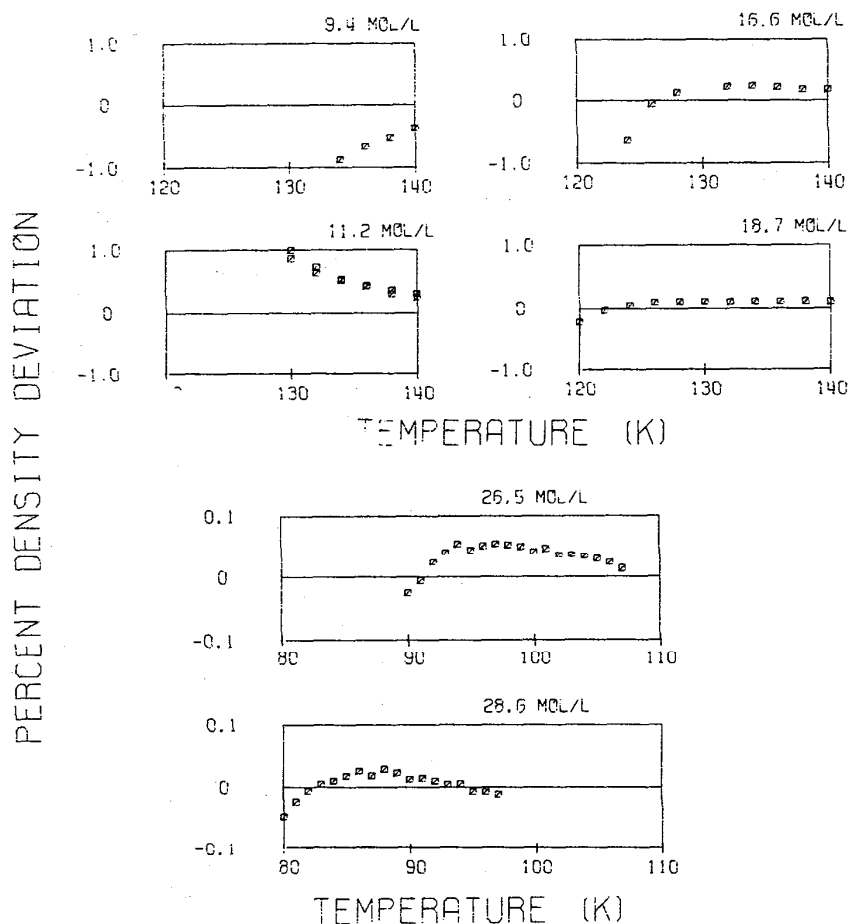 9.4 MOL/L
1.0
0
-1.0
120 130 140
16.6 MOL/L
1.0
0
-1.0
120 130 140
11.2 MOL/L
1.0
0
-1.0
130 140
18.7 MOL/L
1.0
0
-1.0
120 130 140
TEMPERATURE (K)
PERCENT DENSITY DEVIATION
26.5 MOL/L
0.1
0
-0.1
80 90 100 110
28.6 MOL/L
0.1
0
-0.1
80 90 100 110
TEMPERATURE (K)